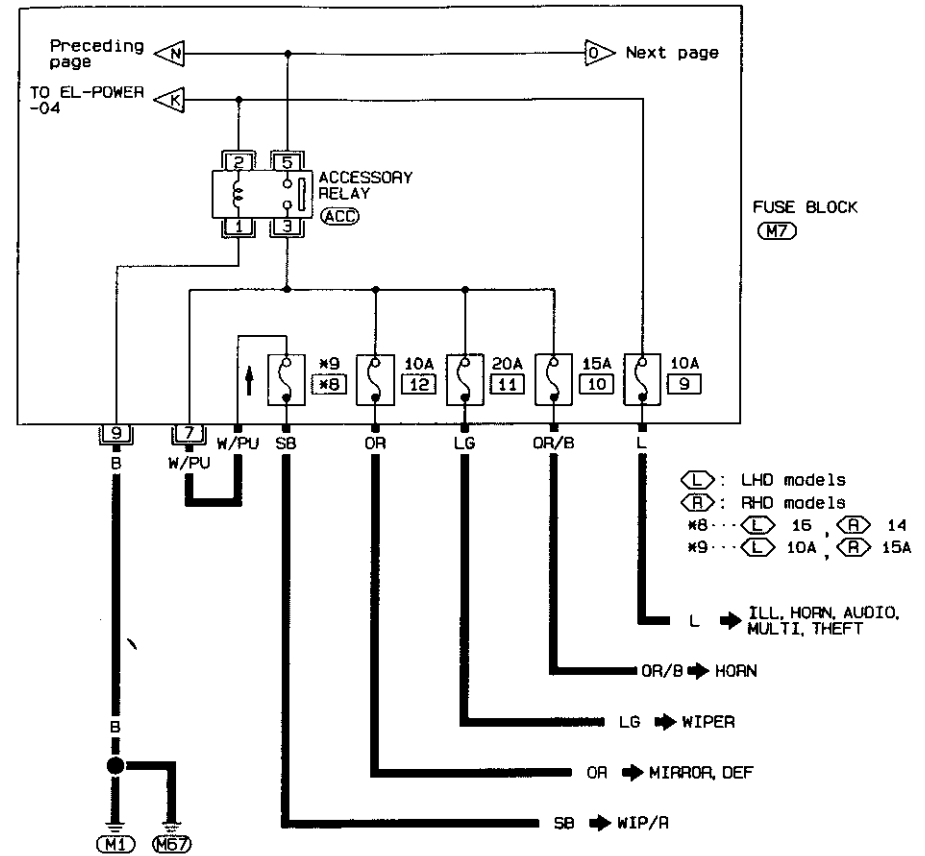 Preceding page N O Next page
TO EL-POWER -04 K
2 5
ACCESSORY RELAY
ACC
1 3
FUSE BLOCK
M7
*9 10A 20A 15A 10A
*8 12 11 10 9
9 7 W/PU SB OR LG OR/B L
B W/PU
L : LHD models
R : RHD models
*8··· L 16 , R 14
*9··· L 10A , R 15A
L ILL, HORN, AUDIO, MULTI, THEFT
OR/B HORN
LG WIPER
B
OR MIRROR, DEF
SB WIP/R
M1 M67